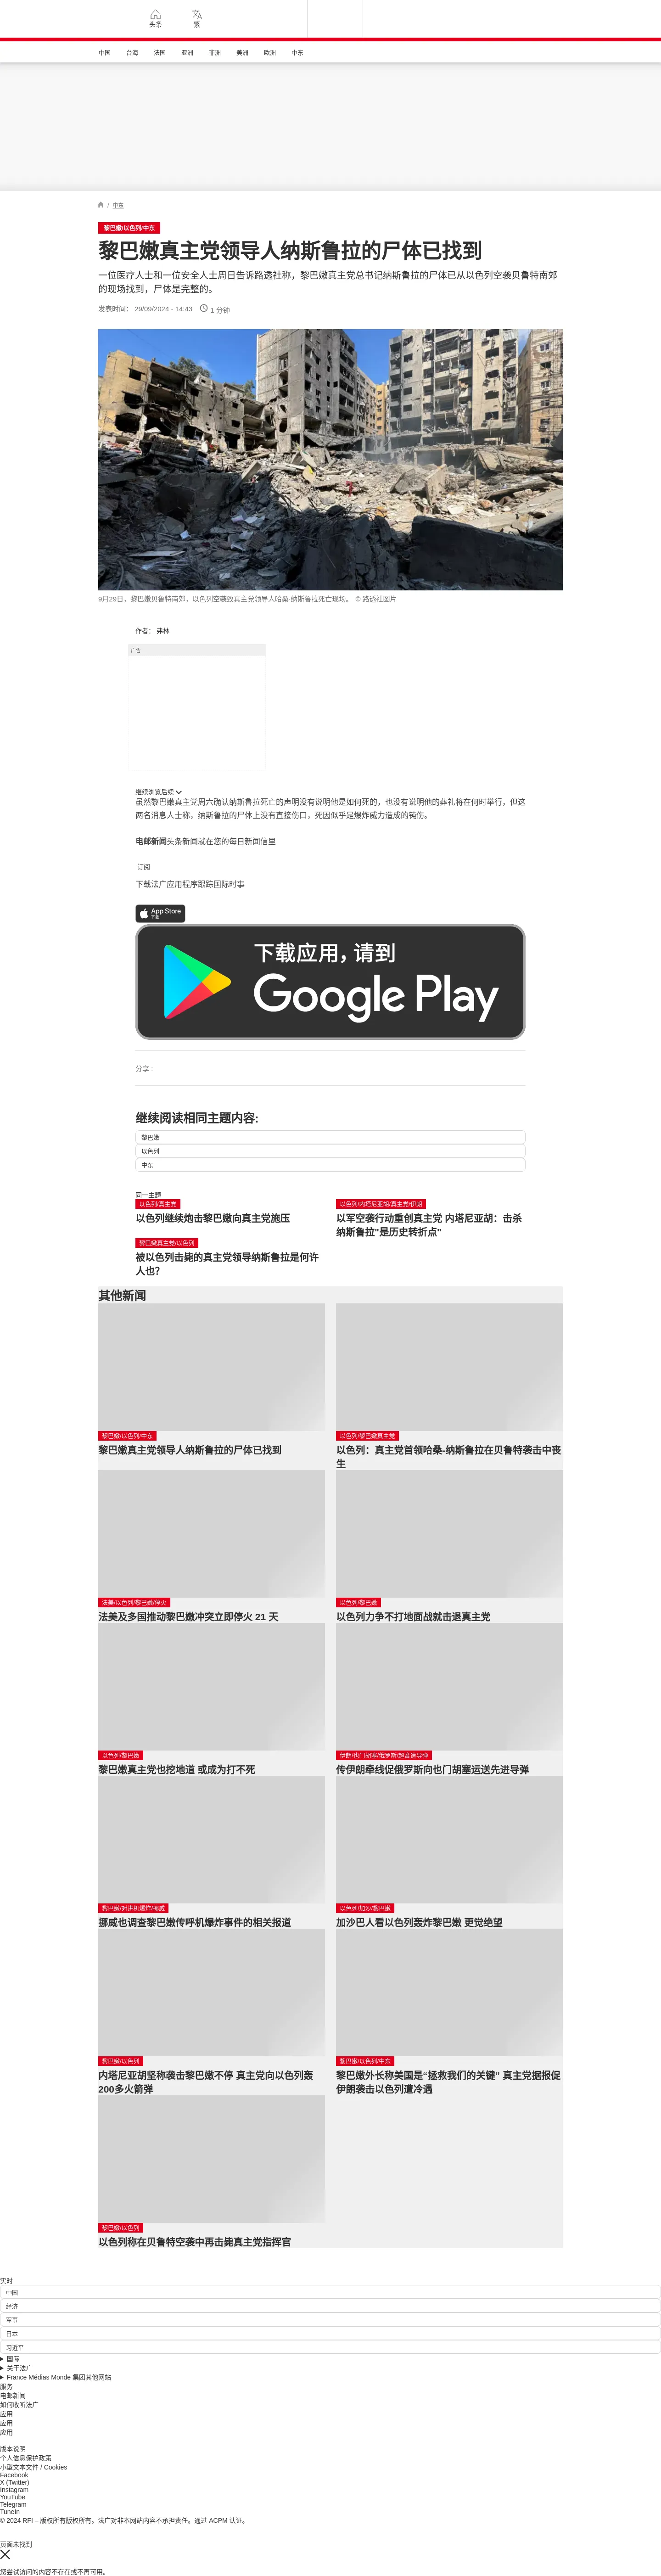 头条
繁
中国 台海 法国 亚洲 非洲 美洲 欧洲 中东
/ 中东
黎巴嫩/以色列/中东
黎巴嫩真主党领导人纳斯鲁拉的尸体已找到
一位医疗人士和一位安全人士周日告诉路透社称，黎巴嫩真主党总书记纳斯鲁拉的尸体已从以色列空袭贝鲁特南郊
的现场找到，尸体是完整的。
发表时间： 29/09/2024 - 14:43 1 分钟
9月29日，黎巴嫩贝鲁特南郊，以色列空袭致真主党领导人哈桑·纳斯鲁拉死亡现场。 © 路透社图片
作者： 弗林
广告
继续浏览后续
虽然黎巴嫩真主党周六确认纳斯鲁拉死亡的声明没有说明他是如何死的，也没有说明他的葬礼将在何时举行，但这
两名消息人士称，纳斯鲁拉的尸体上没有直接伤口，死因似乎是爆炸威力造成的钝伤。
电邮新闻头条新闻就在您的每日新闻信里
订阅
下载法广应用程序跟踪国际时事
App Store
下载
下载应用，请到
Google Play
分享 :
继续阅读相同主题内容:
黎巴嫩
以色列
中东
同一主题
以色列/真主党
以色列继续炮击黎巴嫩向真主党施压
以色列/内塔尼亚胡/真主党/伊朗
以军空袭行动重创真主党 内塔尼亚胡：击杀
纳斯鲁拉"是历史转折点"
黎巴嫩真主党/以色列
被以色列击毙的真主党领导纳斯鲁拉是何许
人也?
其他新闻
黎巴嫩/以色列/中东
黎巴嫩真主党领导人纳斯鲁拉的尸体已找到
以色列/黎巴嫩真主党
以色列：真主党首领哈桑-纳斯鲁拉在贝鲁特袭击中丧
生
法美/以色列/黎巴嫩/停火
法美及多国推动黎巴嫩冲突立即停火 21 天
以色列/黎巴嫩
以色列力争不打地面战就击退真主党
以色列/黎巴嫩
黎巴嫩真主党也挖地道 或成为打不死
伊朗/也门胡塞/俄罗斯/超音速导弹
传伊朗牵线促俄罗斯向也门胡塞运送先进导弹
黎巴嫩/对讲机爆炸/挪威
挪威也调查黎巴嫩传呼机爆炸事件的相关报道
以色列/加沙/黎巴嫩
加沙巴人看以色列轰炸黎巴嫩 更觉绝望
黎巴嫩/以色列
内塔尼亚胡坚称袭击黎巴嫩不停 真主党向以色列轰
200多火箭弹
黎巴嫩/以色列/中东
黎巴嫩外长称美国是“拯救我们的关键” 真主党据报促
伊朗袭击以色列遭冷遇
黎巴嫩/以色列
以色列称在贝鲁特空袭中再击毙真主党指挥官
实时
中国
经济
军事
日本
习近平
国际
关于法广
France Médias Monde 集团其他网站
服务
电邮新闻
如何收听法广
应用
应用
应用
版本说明
个人信息保护政策
小型文本文件 / Cookies
Facebook
X (Twitter)
Instagram
YouTube
Telegram
TuneIn
© 2024 RFI – 版权所有版权所有。法广对非本网站内容不承担责任。通过 ACPM 认证。
页面未找到
您尝试访问的内容不存在或不再可用。